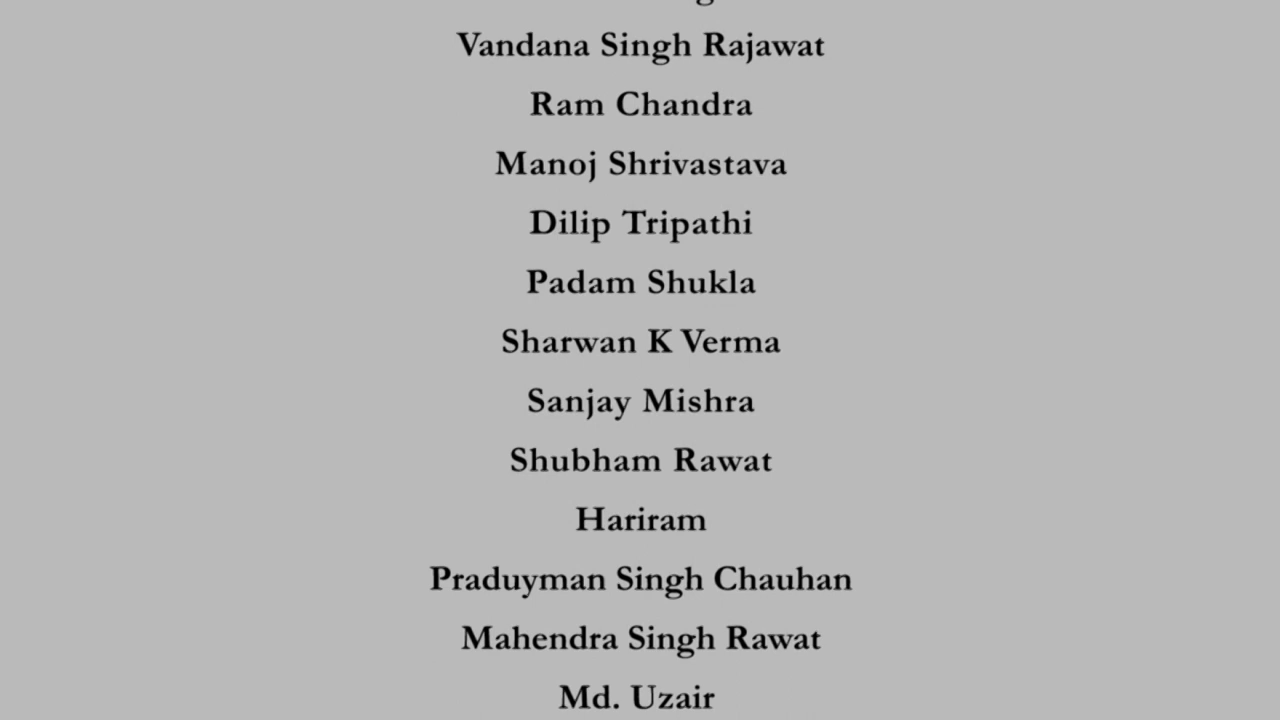 Vandana Singh Rajawat
Ram Chandra
Manoj Shrivastava
Dilip Tripathi
Padam Shukla
Sharwan K Verma
Sanjay Mishra
Shubham Rawat
Hariram
Praduyman Singh Chauhan
Mahendra Singh Rawat
Md. Uzair